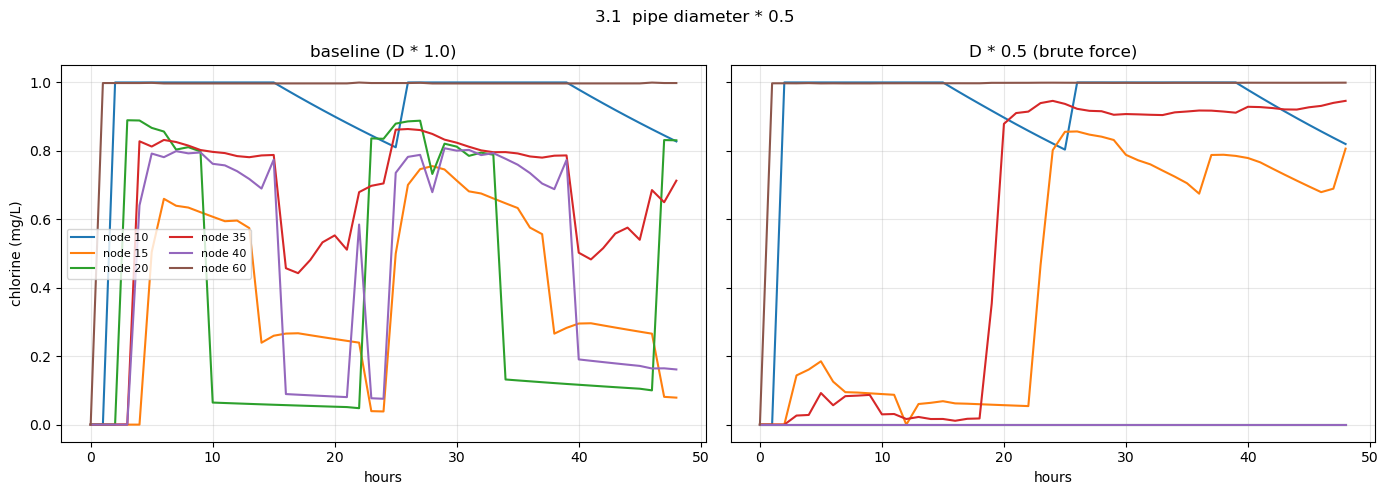 3.1  pipe diameter * 0.5
baseline (D * 1.0)
D * 0.5 (brute force)
chlorine (mg/L)
1.0
0.8
0.6
0.4
0.2
0.0
node 10
node 15
node 20
node 35
node 40
node 60
0 10 20 30 40 50
0 10 20 30 40 50
hours
hours